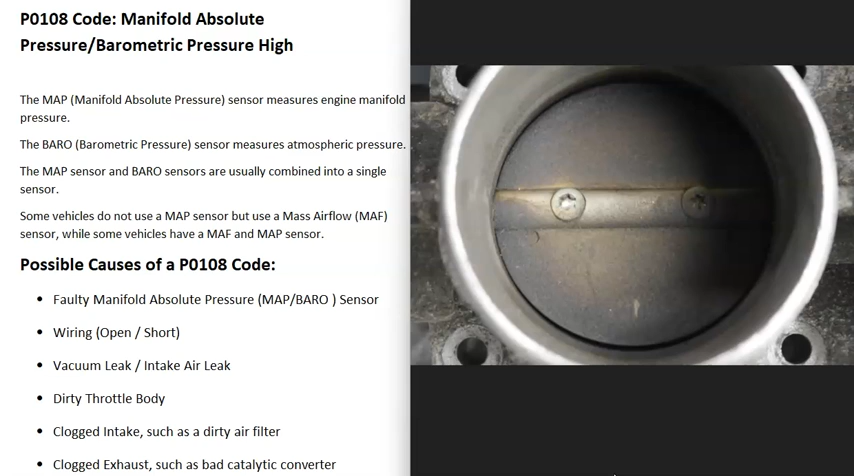 P0108 Code: Manifold Absolute
Pressure/Barometric Pressure High
The MAP (Manifold Absolute Pressure) sensor measures engine manifold
pressure.
The BARO (Barometric Pressure) sensor measures atmospheric pressure.
The MAP sensor and BARO sensors are usually combined into a single
sensor.
Some vehicles do not use a MAP sensor but use a Mass Airflow (MAF)
sensor, while some vehicles have a MAF and MAP sensor.
Possible Causes of a P0108 Code:
• Faulty Manifold Absolute Pressure (MAP/BARO ) Sensor
• Wiring (Open / Short)
• Vacuum Leak / Intake Air Leak
• Dirty Throttle Body
• Clogged Intake, such as a dirty air filter
• Clogged Exhaust, such as bad catalytic converter